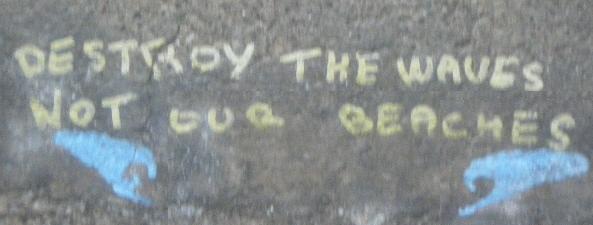 DESTROY THE WAVES
NOT OUR BEACHES